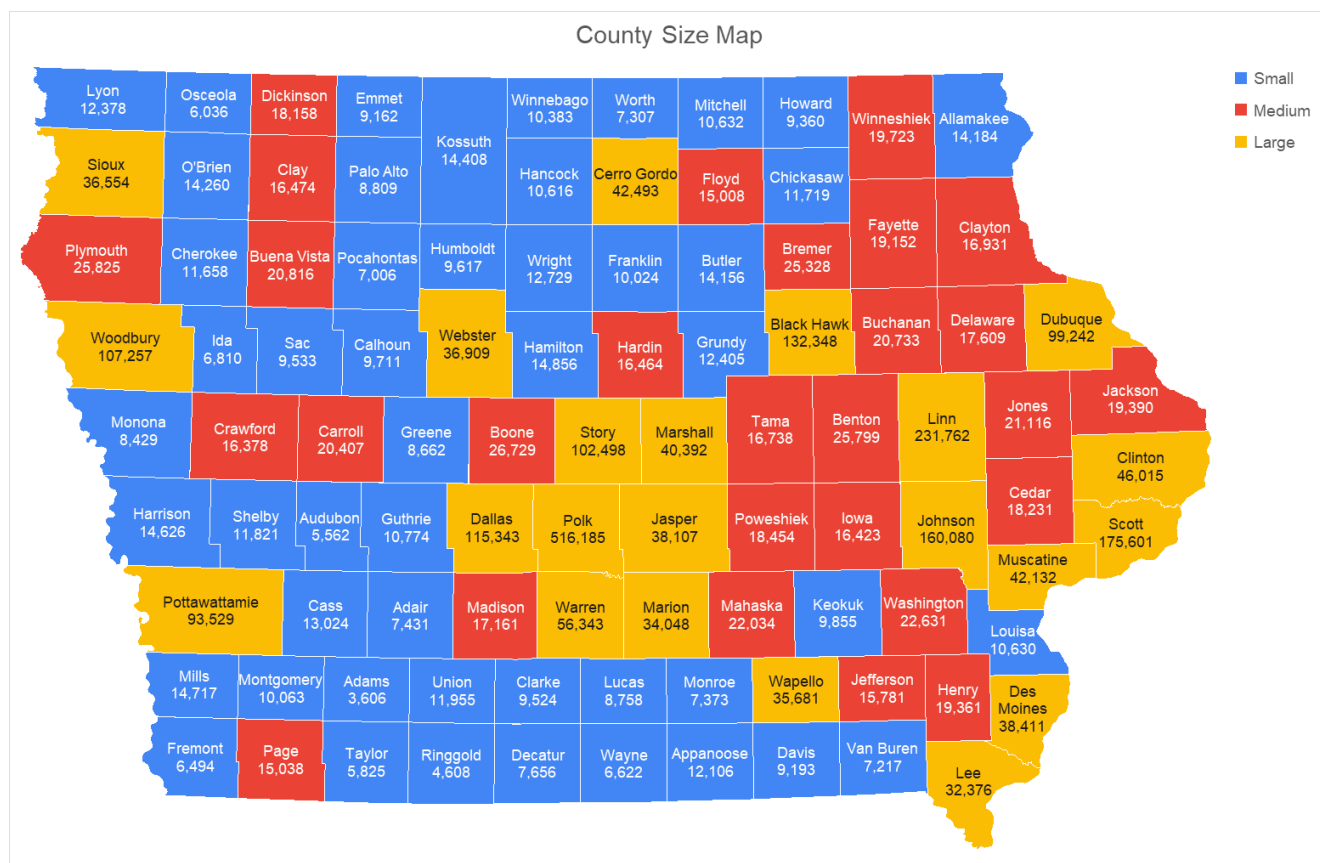 County Size Map
Small
Medium
Large
Lyon
12,378
Osceola
6,036
Dickinson
18,158
Emmet
9,162
Kossuth
14,408
Winnebago
10,383
Worth
7,307
Mitchell
10,632
Howard
9,360
Winneshiek
19,723
Allamakee
14,184
Sioux
36,554
O'Brien
14,260
Clay
16,474
Palo Alto
8,809
Hancock
10,616
Cerro Gordo
42,493
Floyd
15,008
Chickasaw
11,719
Plymouth
25,825
Cherokee
11,658
Buena Vista
20,816
Pocahontas
7,006
Humboldt
9,617
Wright
12,729
Franklin
10,024
Butler
14,156
Bremer
25,328
Fayette
19,152
Clayton
16,931
Woodbury
107,257
Ida
6,810
Sac
9,533
Calhoun
9,711
Webster
36,909
Hamilton
14,856
Hardin
16,464
Grundy
12,405
Black Hawk
132,348
Buchanan
20,733
Delaware
17,609
Dubuque
99,242
Monona
8,429
Crawford
16,378
Carroll
20,407
Greene
8,662
Boone
26,729
Story
102,498
Marshall
40,392
Tama
16,738
Benton
25,799
Linn
231,762
Jones
21,116
Jackson
19,390
Clinton
46,015
Harrison
14,626
Shelby
11,821
Audubon
5,562
Guthrie
10,774
Dallas
115,343
Polk
516,185
Jasper
38,107
Poweshiek
18,454
Iowa
16,423
Johnson
160,080
Cedar
18,231
Scott
175,601
Muscatine
42,132
Pottawattamie
93,529
Cass
13,024
Adair
7,431
Madison
17,161
Warren
56,343
Marion
34,048
Mahaska
22,034
Keokuk
9,855
Washington
22,631
Louisa
10,630
Mills
14,717
Montgomery
10,063
Adams
3,606
Union
11,955
Clarke
9,524
Lucas
8,758
Monroe
7,373
Wapello
35,681
Jefferson
15,781
Henry
19,361
Des
Moines
38,411
Fremont
6,494
Page
15,038
Taylor
5,825
Ringgold
4,608
Decatur
7,656
Wayne
6,622
Appanoose
12,106
Davis
9,193
Van Buren
7,217
Lee
32,376